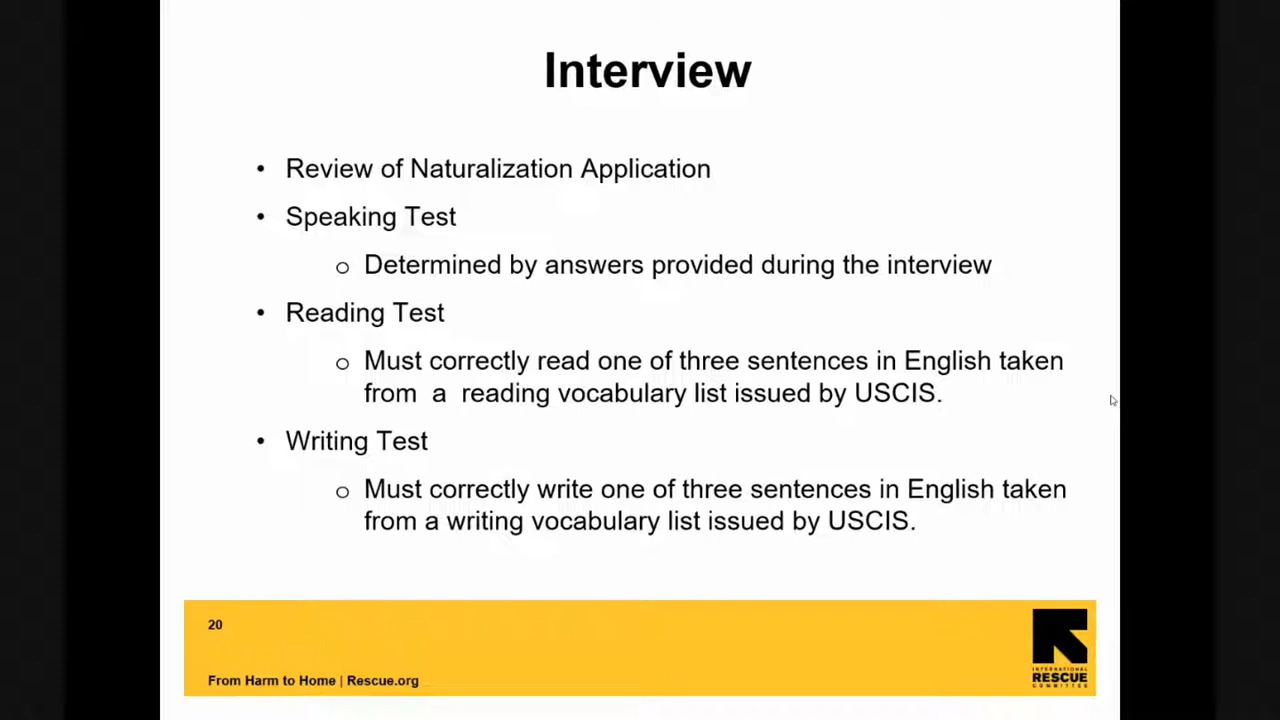 Interview
• Review of Naturalization Application
• Speaking Test
o Determined by answers provided during the interview
• Reading Test
o Must correctly read one of three sentences in English taken
from a reading vocabulary list issued by USCIS.
• Writing Test
o Must correctly write one of three sentences in English taken
from a writing vocabulary list issued by USCIS.
20
From Harm to Home | Rescue.org
INTERNATIONAL
RESCUE
COMMITTEE